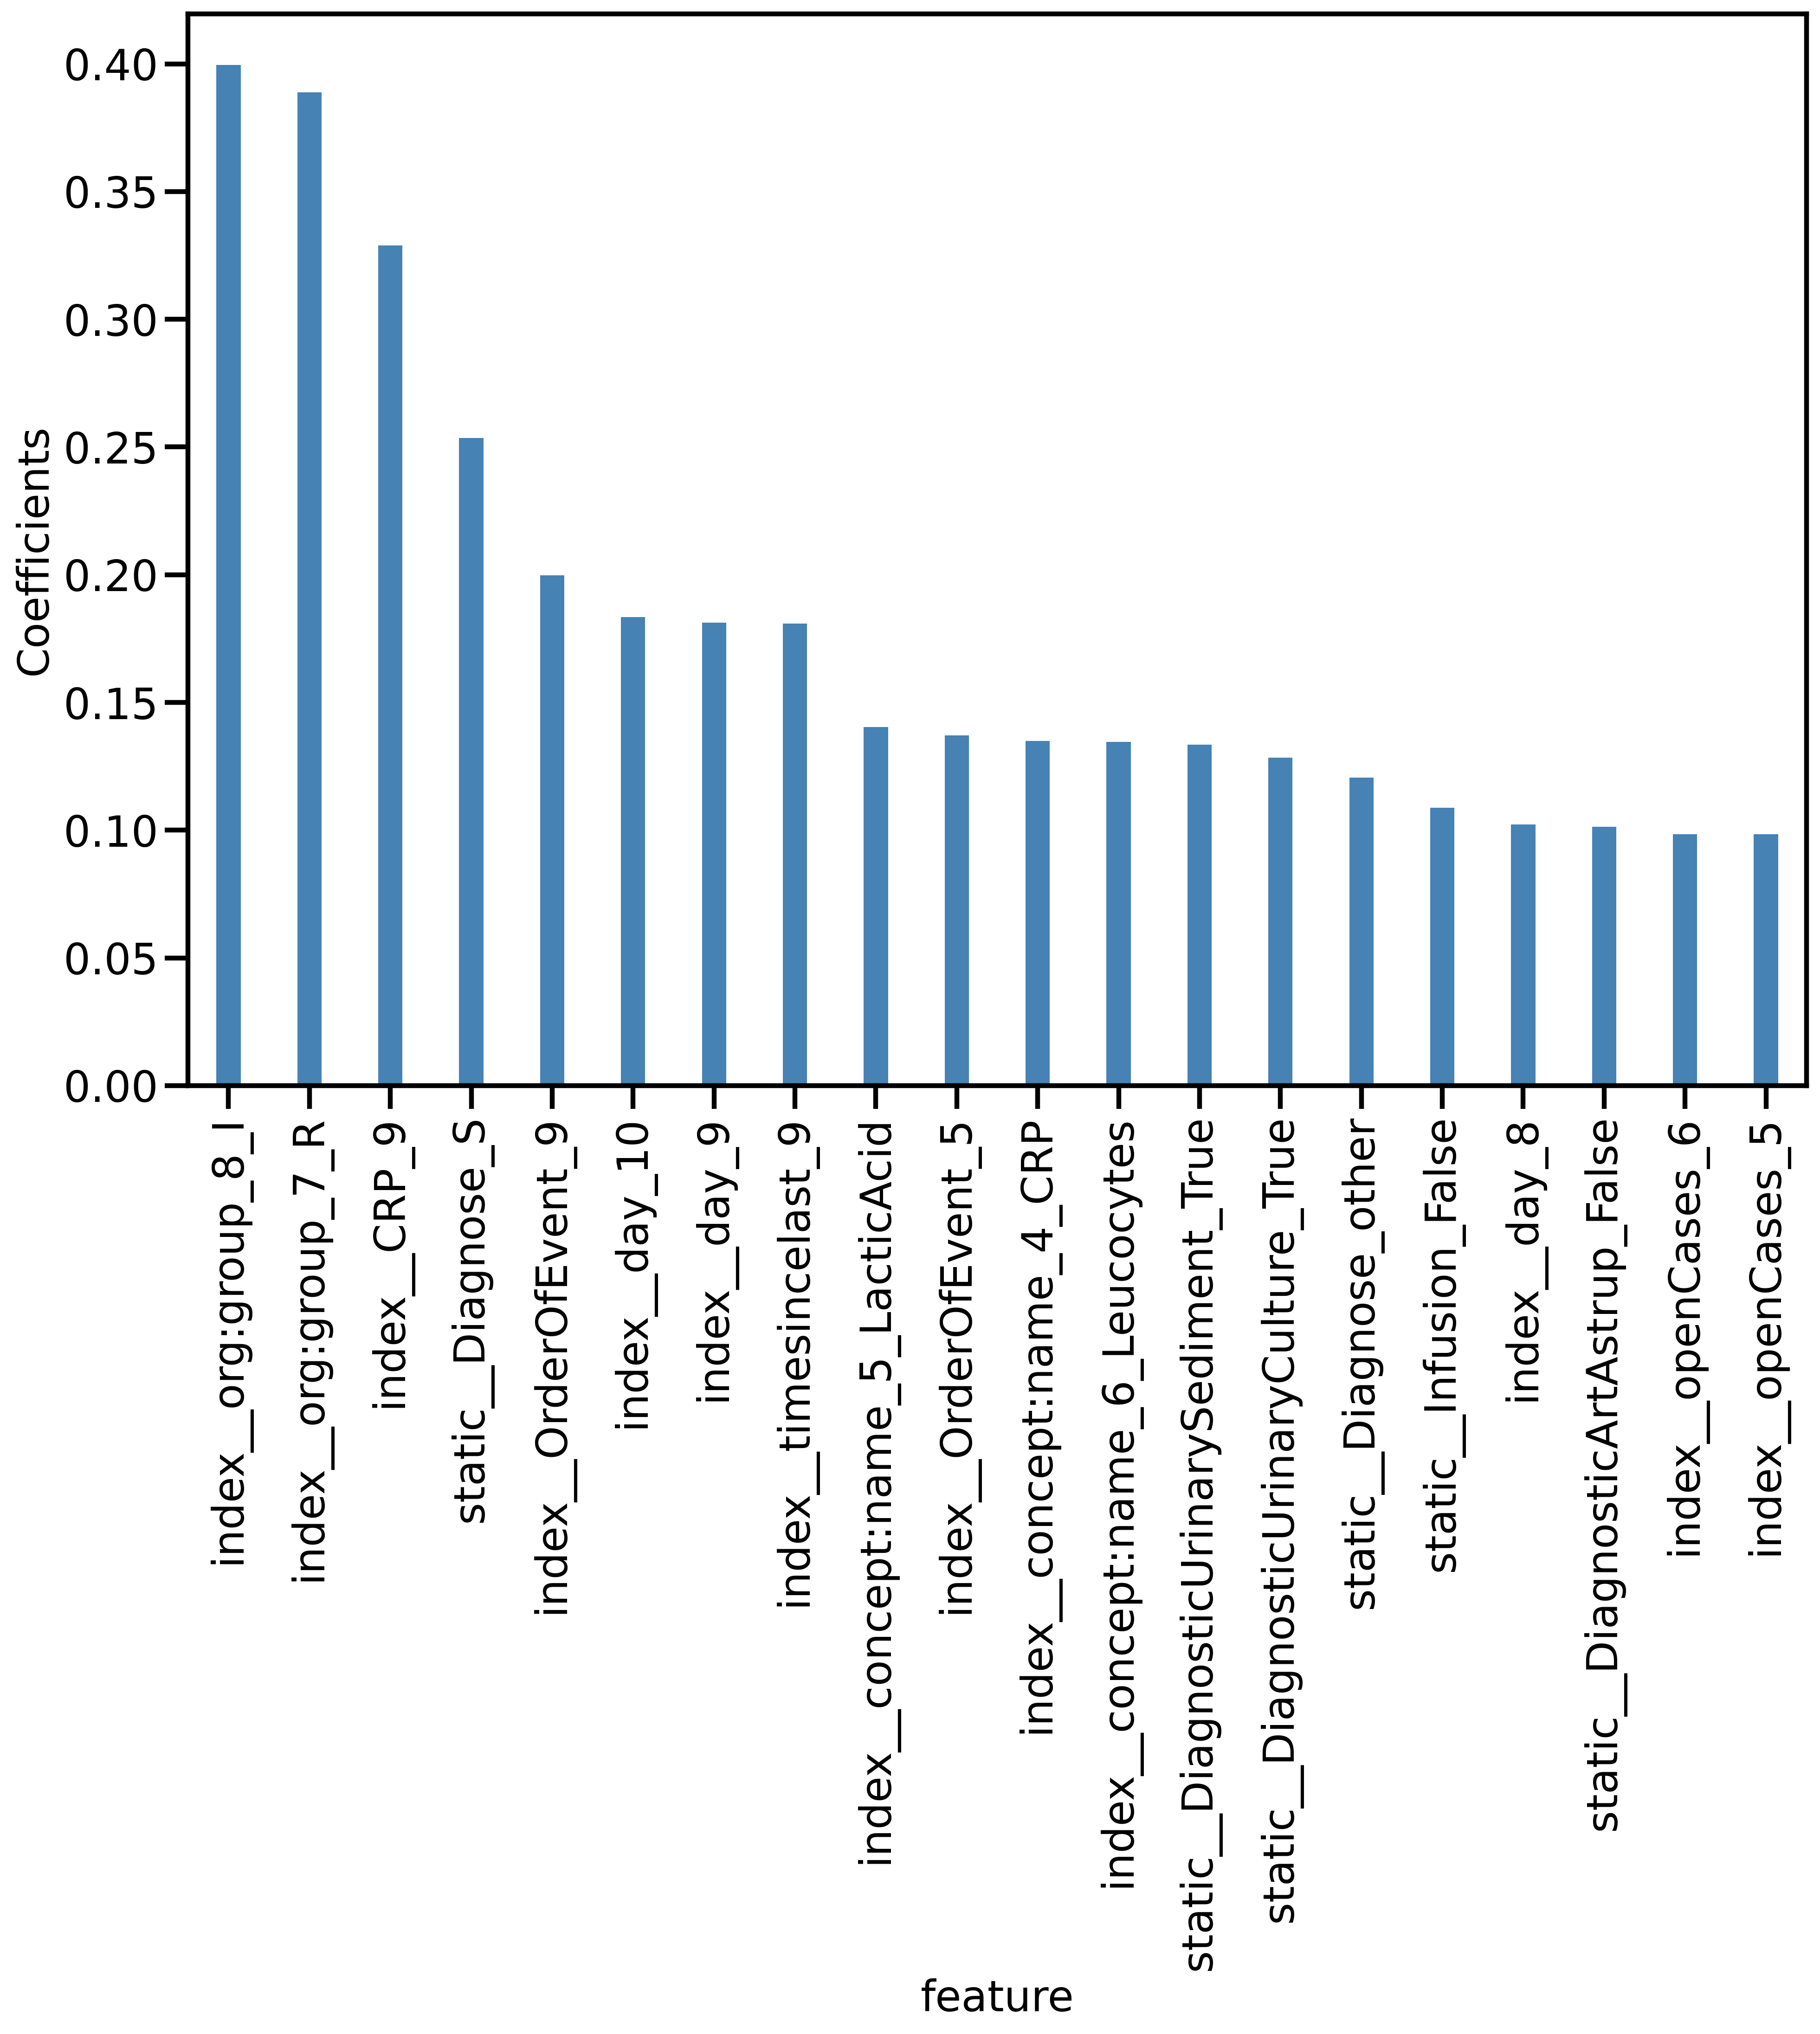 Coefficients
0.40
0.35
0.30
0.25
0.20
0.15
0.10
0.05
0.00
index__org:group_8_I
index__org:group_7_R
index__CRP_9
static__Diagnose_S
index__OrderOfEvent_9
index__day_10
index__day_9
index__timesincelast_9
index__concept:name_5_LacticAcid
index__OrderOfEvent_5
index__concept:name_4_CRP
index__concept:name_6_Leucocytes
static__DiagnosticUrinarySediment_True
static__DiagnosticUrinaryCulture_True
static__Diagnose_other
static__Infusion_False
index__day_8
static__DiagnosticArtAstrup_False
index__openCases_6
index__openCases_5
feature